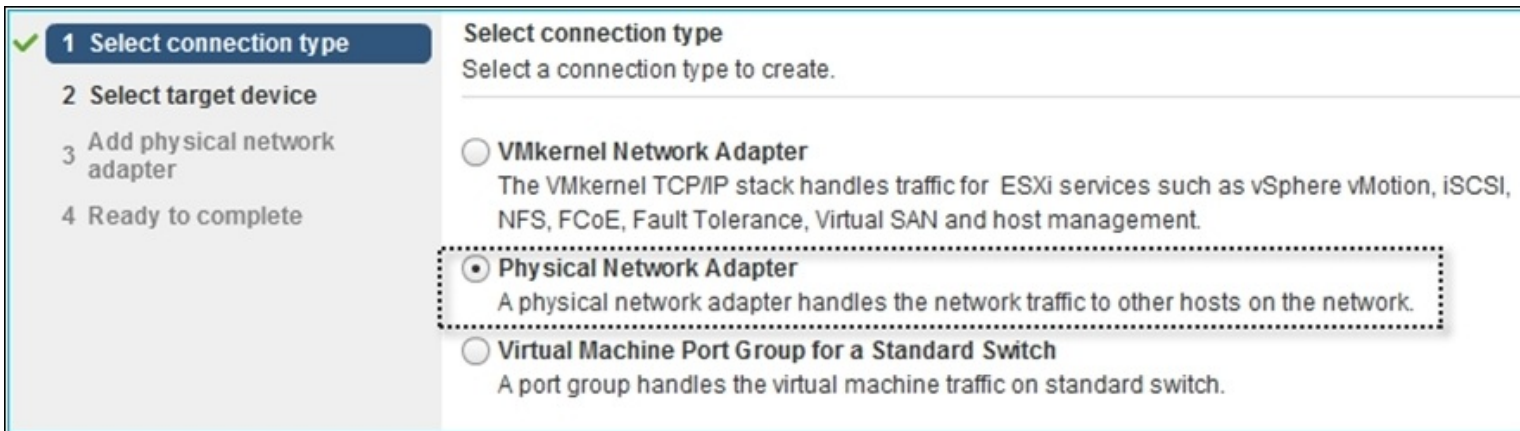 1 Select connection type
2 Select target device
3 Add physical network
adapter
4 Ready to complete
Select connection type
Select a connection type to create.
VMkernel Network Adapter
The VMkernel TCP/IP stack handles traffic for ESXi services such as vSphere vMotion, iSCSI,
NFS, FCoE, Fault Tolerance, Virtual SAN and host management.
Physical Network Adapter
A physical network adapter handles the network traffic to other hosts on the network.
Virtual Machine Port Group for a Standard Switch
A port group handles the virtual machine traffic on standard switch.